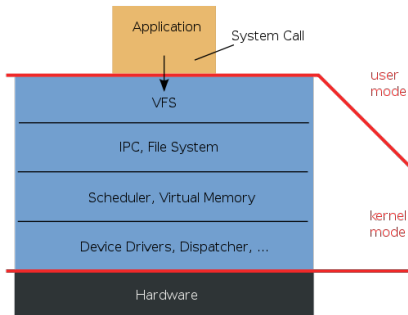 Application
System Call
user
mode
VFS
IPC, File System
Scheduler, Virtual Memory
kernel
mode
Device Drivers, Dispatcher, ...
Hardware